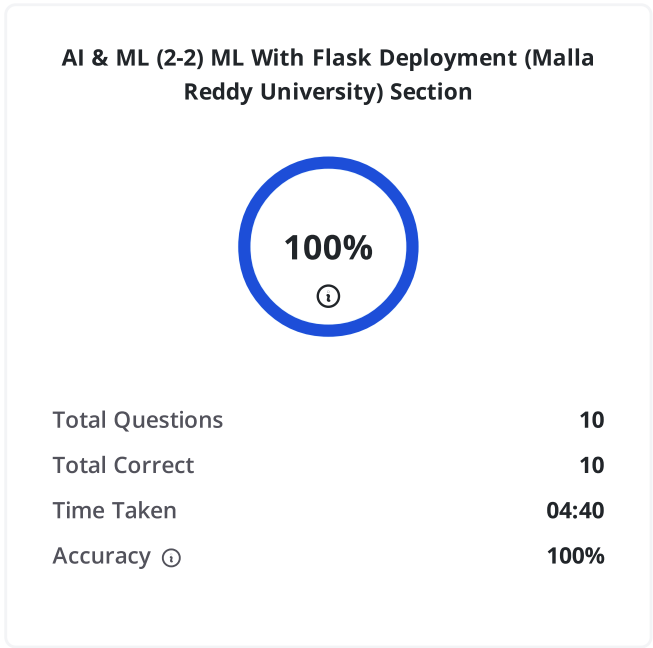 AI & ML (2-2) ML With Flask Deployment (Malla
Reddy University) Section
100%
Total Questions 10
Total Correct 10
Time Taken 04:40
Accuracy 100%